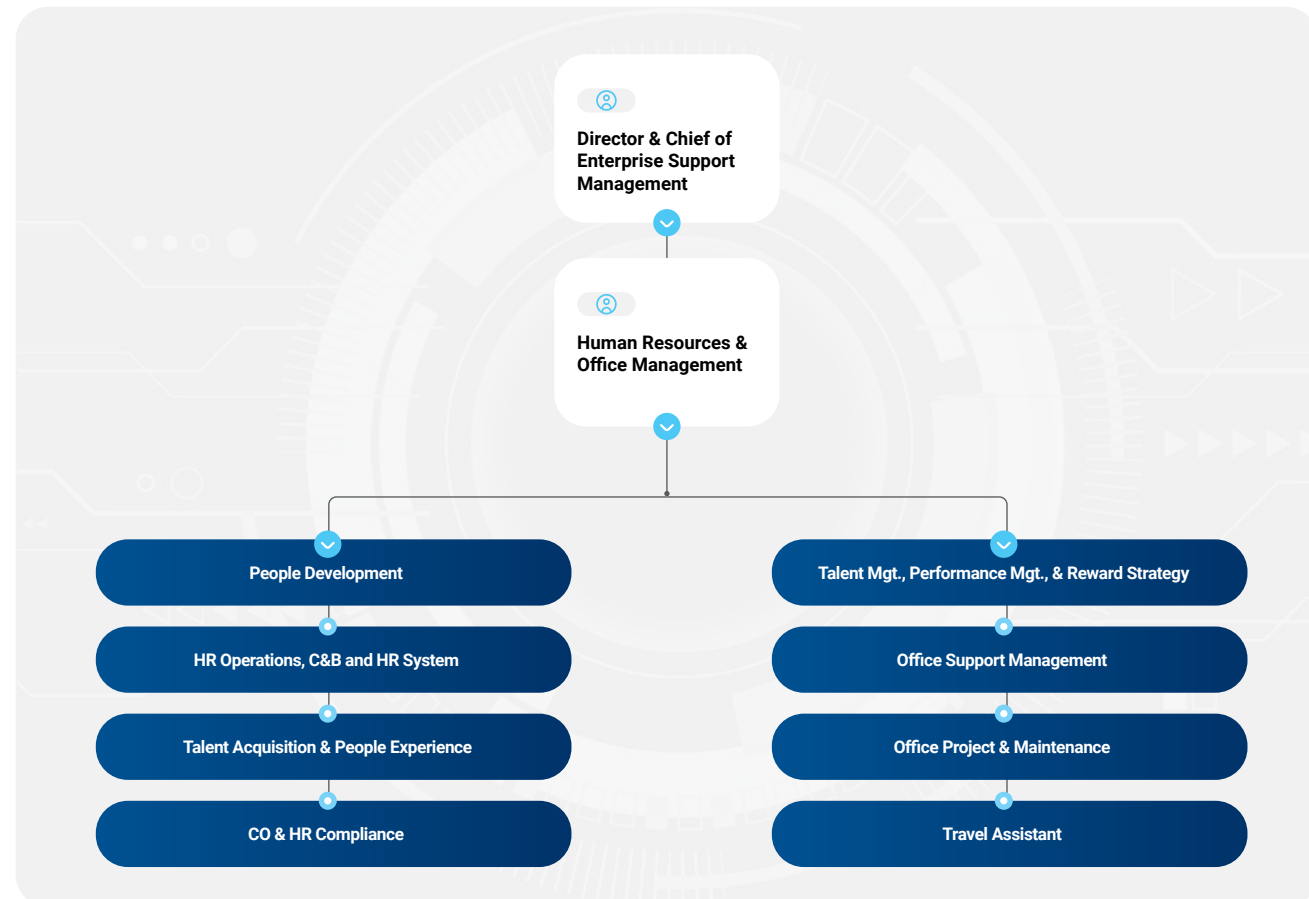 Director & Chief of
Enterprise Support
Management
Human Resources &
Office Management
People Development
HR Operations, C&B and HR System
Talent Acquisition & People Experience
CO & HR Compliance
Talent Mgt., Performance Mgt., & Reward Strategy
Office Support Management
Office Project & Maintenance
Travel Assistant